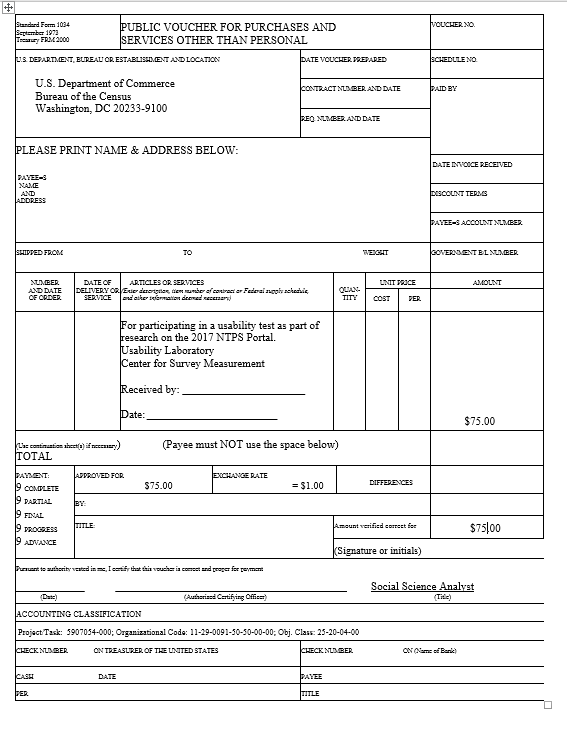 Standard Form 1034
September 1973
Treasury FRM 2000
PUBLIC VOUCHER FOR PURCHASES AND
SERVICES OTHER THAN PERSONAL
VOUCHER NO.
U.S. DEPARTMENT, BUREAU OR ESTABLISHMENT AND LOCATION
DATE VOUCHER PREPARED
SCHEDULE NO.
U.S. Department of Commerce
Bureau of the Census
Washington, DC 20233-9100
CONTRACT NUMBER AND DATE
PAID BY
REQ. NUMBER AND DATE
PLEASE PRINT NAME & ADDRESS BELOW:
DATE INVOICE RECEIVED
PAYEE=S
NAME
AND
ADDRESS
DISCOUNT TERMS
PAYEE=S ACCOUNT NUMBER
SHIPPED FROM TO WEIGHT
GOVERNMENT B/L NUMBER
NUMBER
AND DATE
OF ORDER
DATE OF
DELIVERY OR
SERVICE
ARTICLES OR SERVICES
(Enter description, item number of contract or Federal supply schedule,
and other information deemed necessary)
QUAN-
TITY
UNIT PRICE
COST PER
AMOUNT
For participating in a usability test as part of
research on the 2017 NTPS Portal.
Usability Laboratory
Center for Survey Measurement
Received by:
Date:
$75.00
(Use continuation sheet(s) if necessary) (Payee must NOT use the space below)
TOTAL
PAYMENT:
9 COMPLETE
9 PARTIAL
9 FINAL
9 PROGRESS
9 ADVANCE
APPROVED FOR
$75.00
EXCHANGE RATE
= $1.00
DIFFERENCES
BY:
TITLE:
Amount verified correct for
$75.00
(Signature or initials)
Pursuant to authority vested in me, I certify that this voucher is correct and proper for payment
Social Science Analyst
(Date) (Authorized Certifying Officer) (Title)
ACCOUNTING CLASSIFICATION
Project/Task: 5907054-000; Organizational Code: 11-29-0091-50-50-00-00; Obj. Class: 25-20-04-00
CHECK NUMBER ON TREASURER OF THE UNITED STATES CHECK NUMBER ON (Name of Bank)
CASH DATE PAYEE
PER TITLE